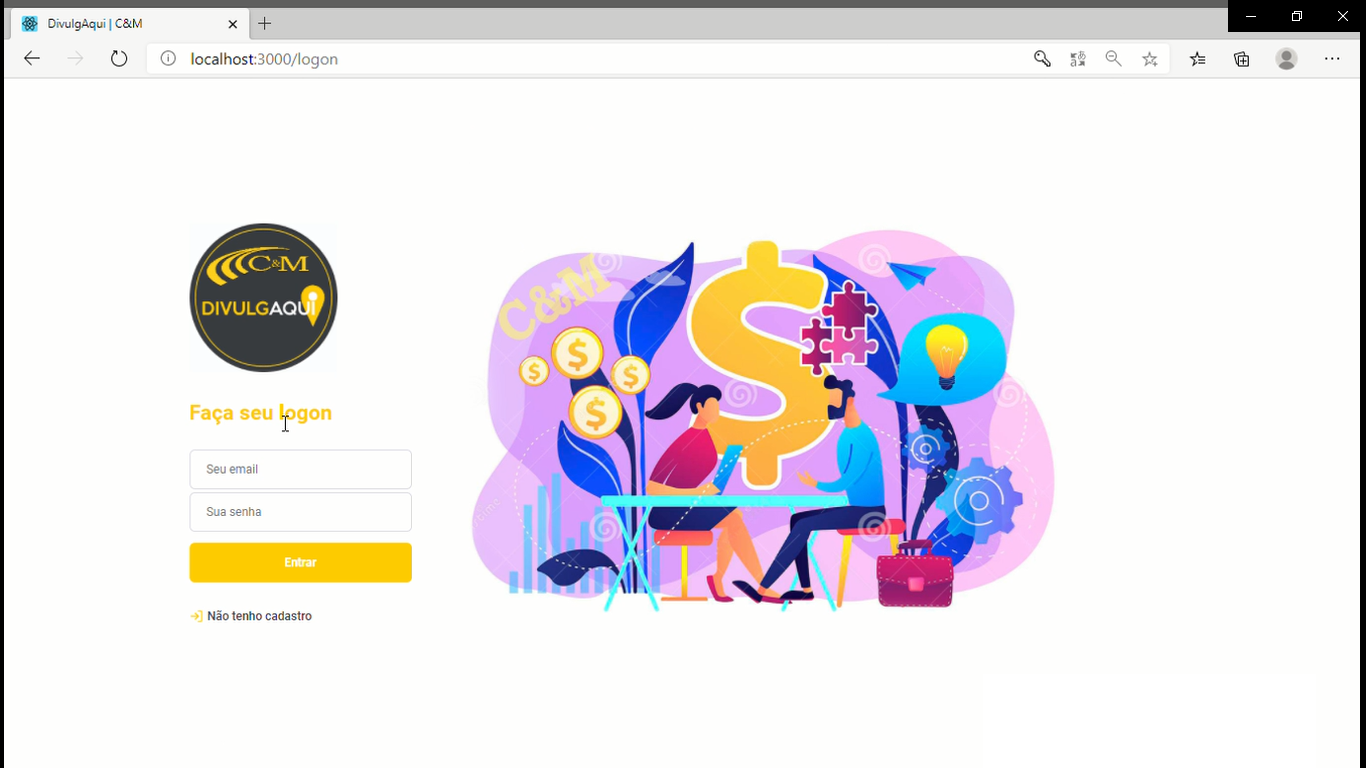 DivulgAqui | C&M
localhost:3000/logon
C&M
DIVULGAQUI
Faça seu logon
Seu email
Sua senha
Entrar
Não tenho cadastro
C&M
$
$
$
$
$